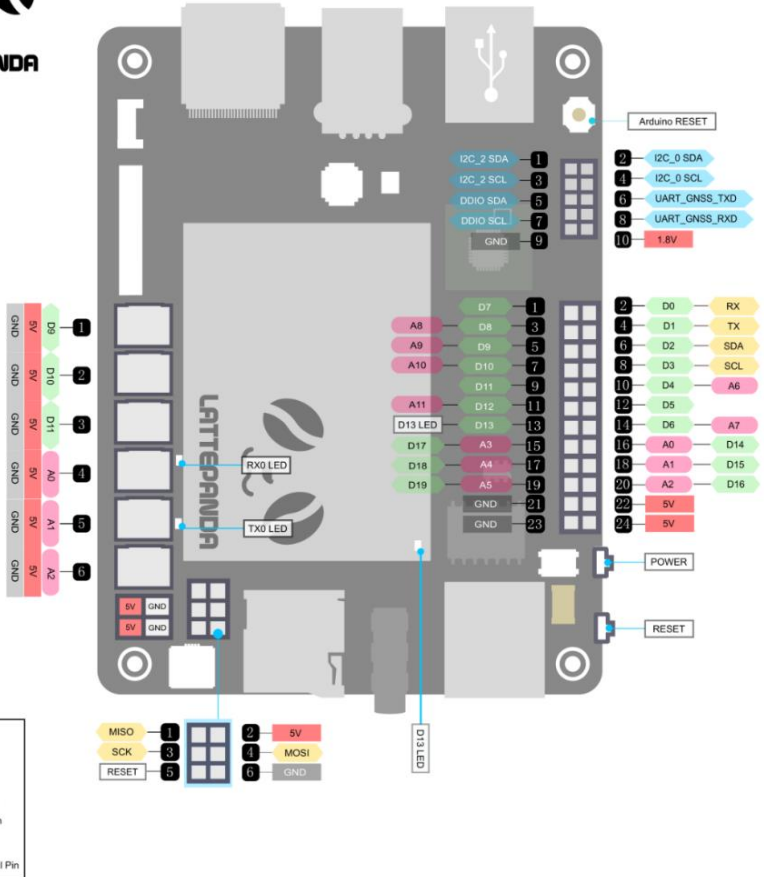 NDA
Arduino RESET
I2C_2 SDA 1 2 I2C_0 SDA
I2C_2 SCL 3 4 I2C_0 SCL
DDIO SDA 5 6 UART_GNSS_TXD
DDIO SCL 7 8 UART_GNSS_RXD
GND 9 10 1.8V
D7 1 2 D0 RX
A8 D8 3 4 D1 TX
A9 D9 5 6 D2 SDA
A10 D10 7 8 D3 SCL
D11 9 10 D4 A6
A11 D12 11 12 D5
D13 LED D13 13 14 D6 A7
D17 A3 15 16 A0 D14
D18 A4 17 18 A1 D15
D19 A5 19 20 A2 D16
GND 21 22 5V
GND 23 24 5V
GND 5V D9 1
GND 5V D10 2
GND 5V D11 3
GND 5V A0 4
GND 5V A1 5
GND 5V A2 6
LATTEPANDA
RX0 LED
TX0 LED
POWER
RESET
5V GND
5V GND
MISO 1 2 5V
SCK 3 4 MOSI
RESET 5 6 GND
D13 LED
l Pin